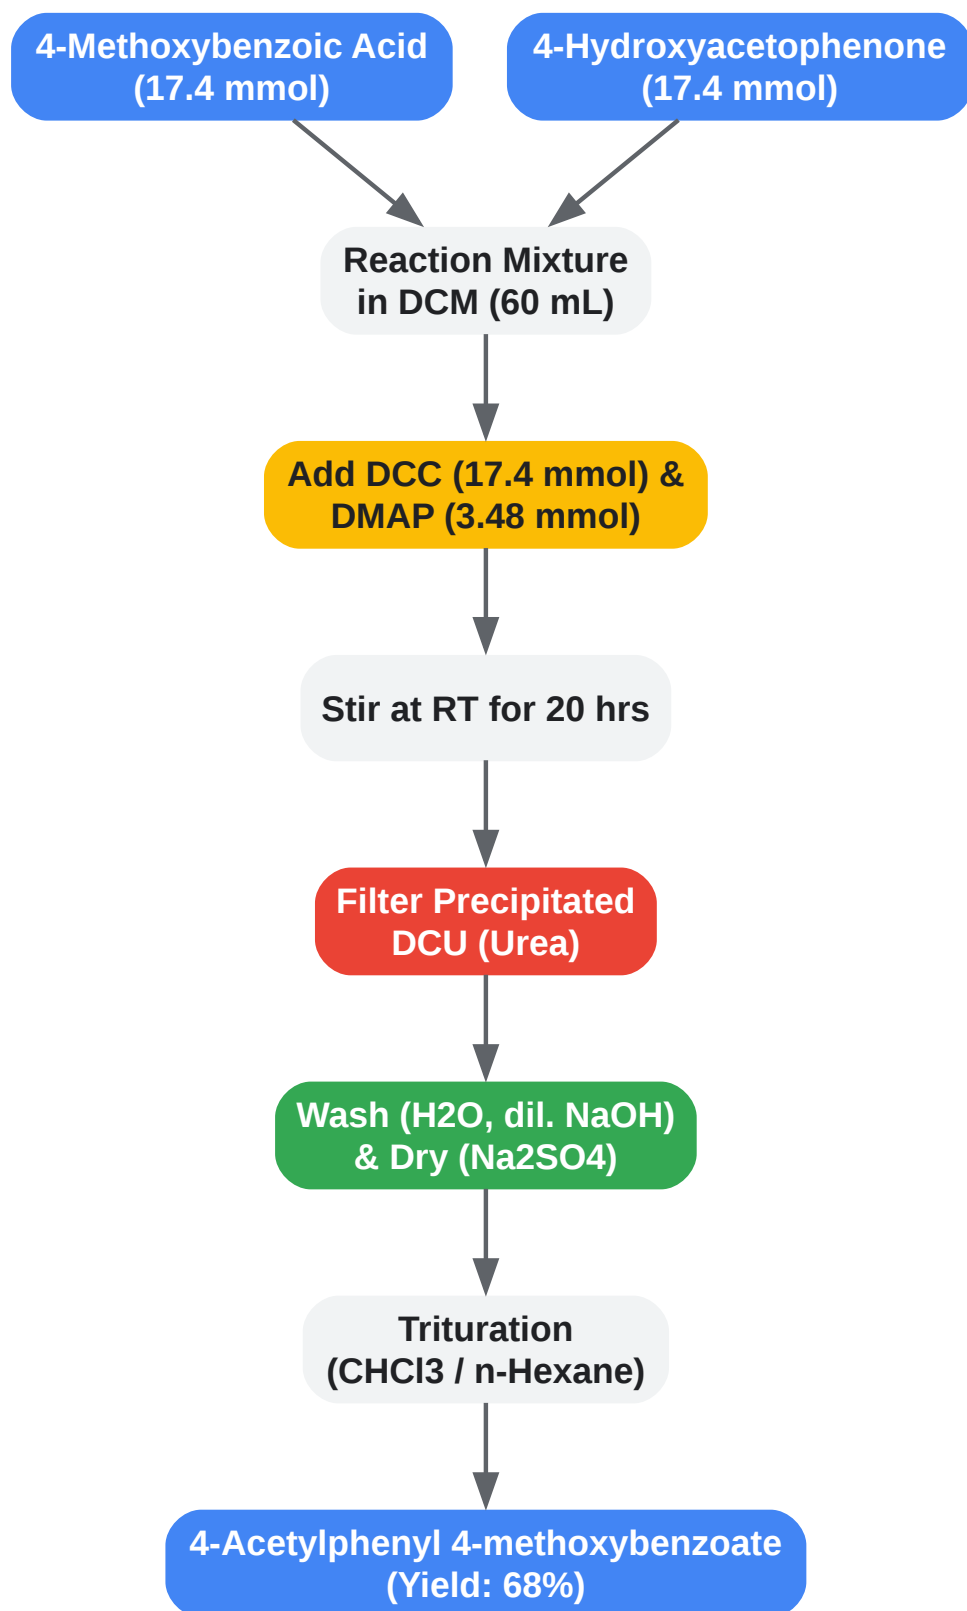 4-Methoxybenzoic Acid
(17.4 mmol)
4-Hydroxyacetophenone
(17.4 mmol)
Reaction Mixture
in DCM (60 mL)
Add DCC (17.4 mmol) &
DMAP (3.48 mmol)
Stir at RT for 20 hrs
Filter Precipitated
DCU (Urea)
Wash (H2O, dil. NaOH)
& Dry (Na2SO4)
Trituration
(CHCl3 / n-Hexane)
4-Acetylphenyl 4-methoxybenzoate
(Yield: 68%)